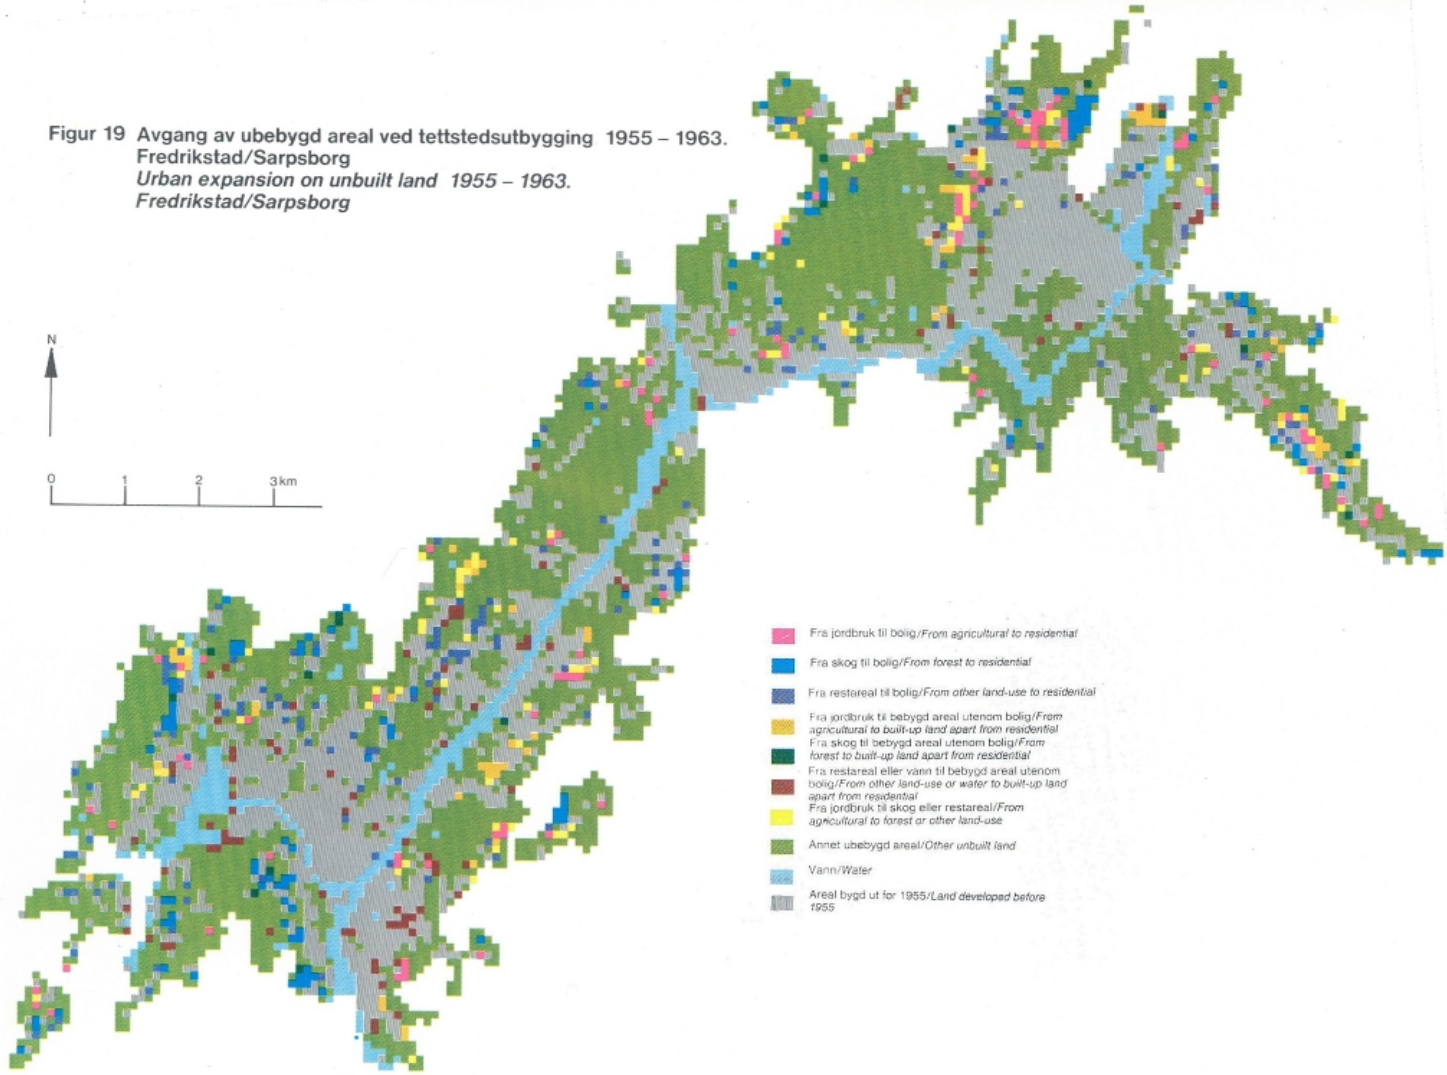 Figur 19 Avgang av ubebygd areal ved tettstedsutbygging 1955 – 1963.
Fredrikstad/Sarpsborg
Urban expansion on unbuilt land 1955 – 1963.
Fredrikstad/Sarpsborg
N
0 1 2 3 km
Fra jordbruk til bolig/From agricultural to residential
Fra skog til bolig/From forest to residential
Fra restareal til bolig/From other land-use to residential
Fra jordbruk til bebygd areal utenom bolig/From
agricultural to built-up land apart from residential
Fra skog til bebygd areal utenom bolig/From
forest to built-up land apart from residential
Fra restareal eller vann til bebygd areal utenom
bolig/From other land-use or water to built-up land
apart from residential
Fra jordbruk til skog eller restareal/From
agricultural to forest or other land-use
Annet ubebygd areal/Other unbuilt land
Vann/Water
Areal bygd ut før 1955/Land developed before
1955